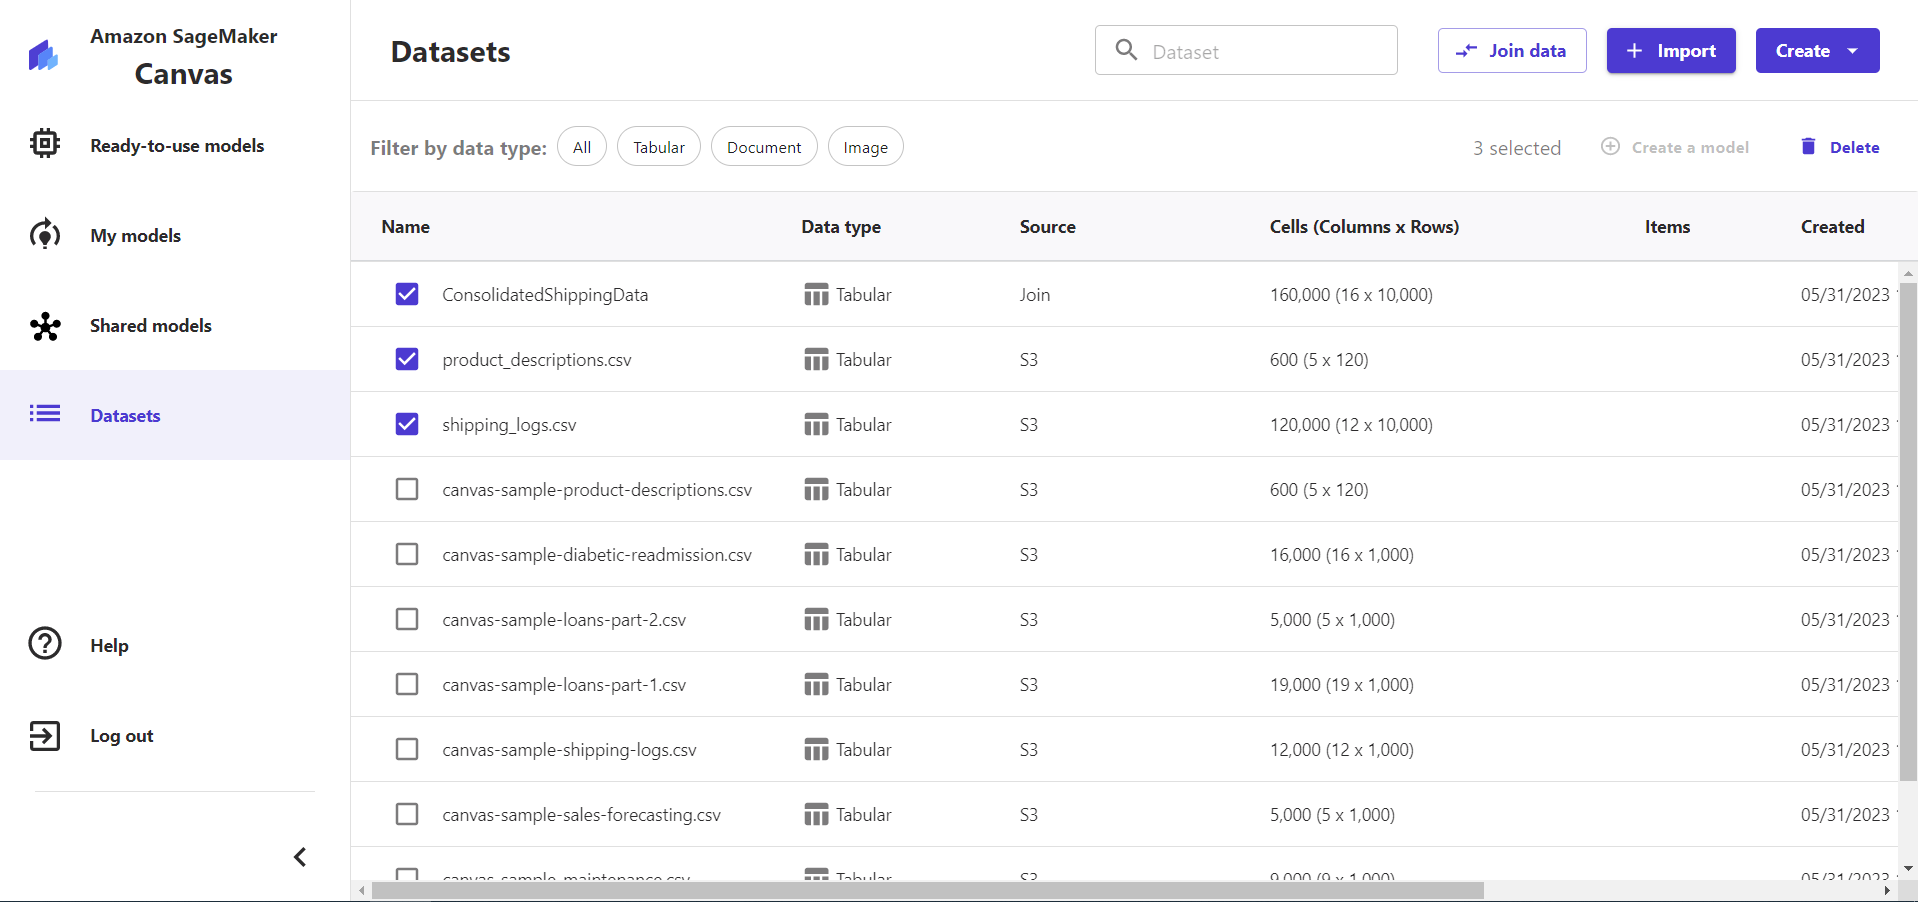 Amazon SageMaker
Canvas
Ready-to-use models
My models
Shared models
Datasets
Help
Log out
Datasets
Dataset
Join data
Import
Create
Filter by data type: All Tabular Document Image
3 selected
Create a model
Delete
Name Data type Source Cells (Columns x Rows) Items Created
ConsolidatedShippingData Tabular Join 160,000 (16 x 10,000) 05/31/2023
product_descriptions.csv Tabular S3 600 (5 x 120) 05/31/2023
shipping_logs.csv Tabular S3 120,000 (12 x 10,000) 05/31/2023
canvas-sample-product-descriptions.csv Tabular S3 600 (5 x 120) 05/31/2023
canvas-sample-diabetic-readmission.csv Tabular S3 16,000 (16 x 1,000) 05/31/2023
canvas-sample-loans-part-2.csv Tabular S3 5,000 (5 x 1,000) 05/31/2023
canvas-sample-loans-part-1.csv Tabular S3 19,000 (19 x 1,000) 05/31/2023
canvas-sample-shipping-logs.csv Tabular S3 12,000 (12 x 1,000) 05/31/2023
canvas-sample-sales-forecasting.csv Tabular S3 5,000 (5 x 1,000) 05/31/2023
canvas-sample-maintenance.csv Tabular S3 9,000 (9 x 1,000) 05/31/2023